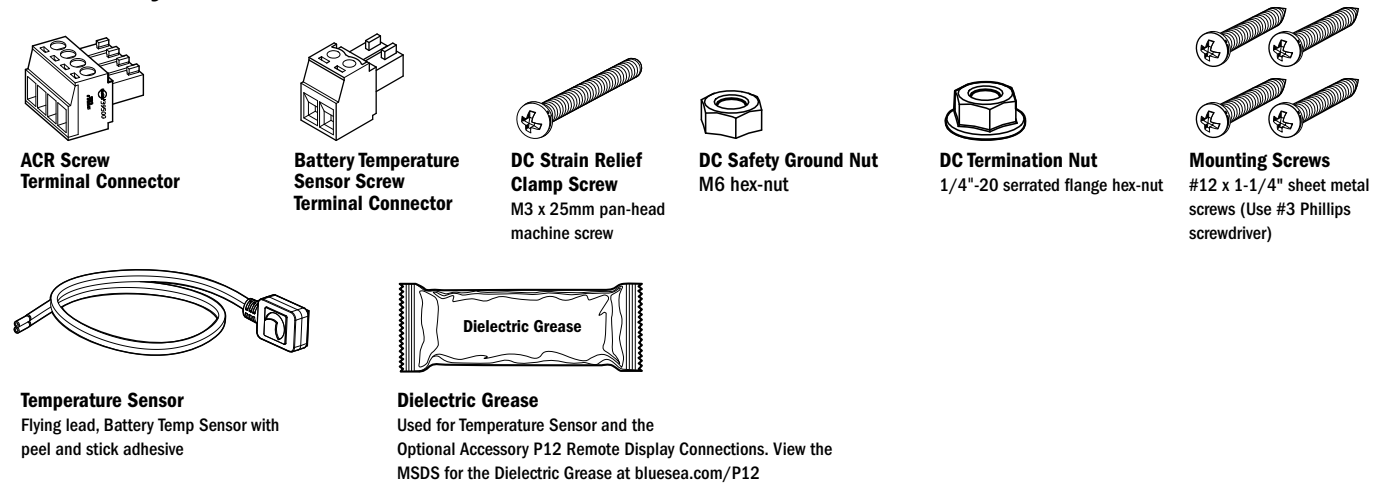 ACR Screw
Terminal Connector
Battery Temperature
Sensor Screw
Terminal Connector
DC Strain Relief
Clamp Screw
M3 x 25mm pan-head
machine screw
DC Safety Ground Nut
M6 hex-nut
DC Termination Nut
1/4"-20 serrated flange hex-nut
Mounting Screws
#12 x 1-1/4" sheet metal
screws (Use #3 Phillips
screwdriver)
Dielectric Grease
Temperature Sensor
Flying lead, Battery Temp Sensor with
peel and stick adhesive
Dielectric Grease
Used for Temperature Sensor and the
Optional Accessory P12 Remote Display Connections. View the
MSDS for the Dielectric Grease at bluesea.com/P12